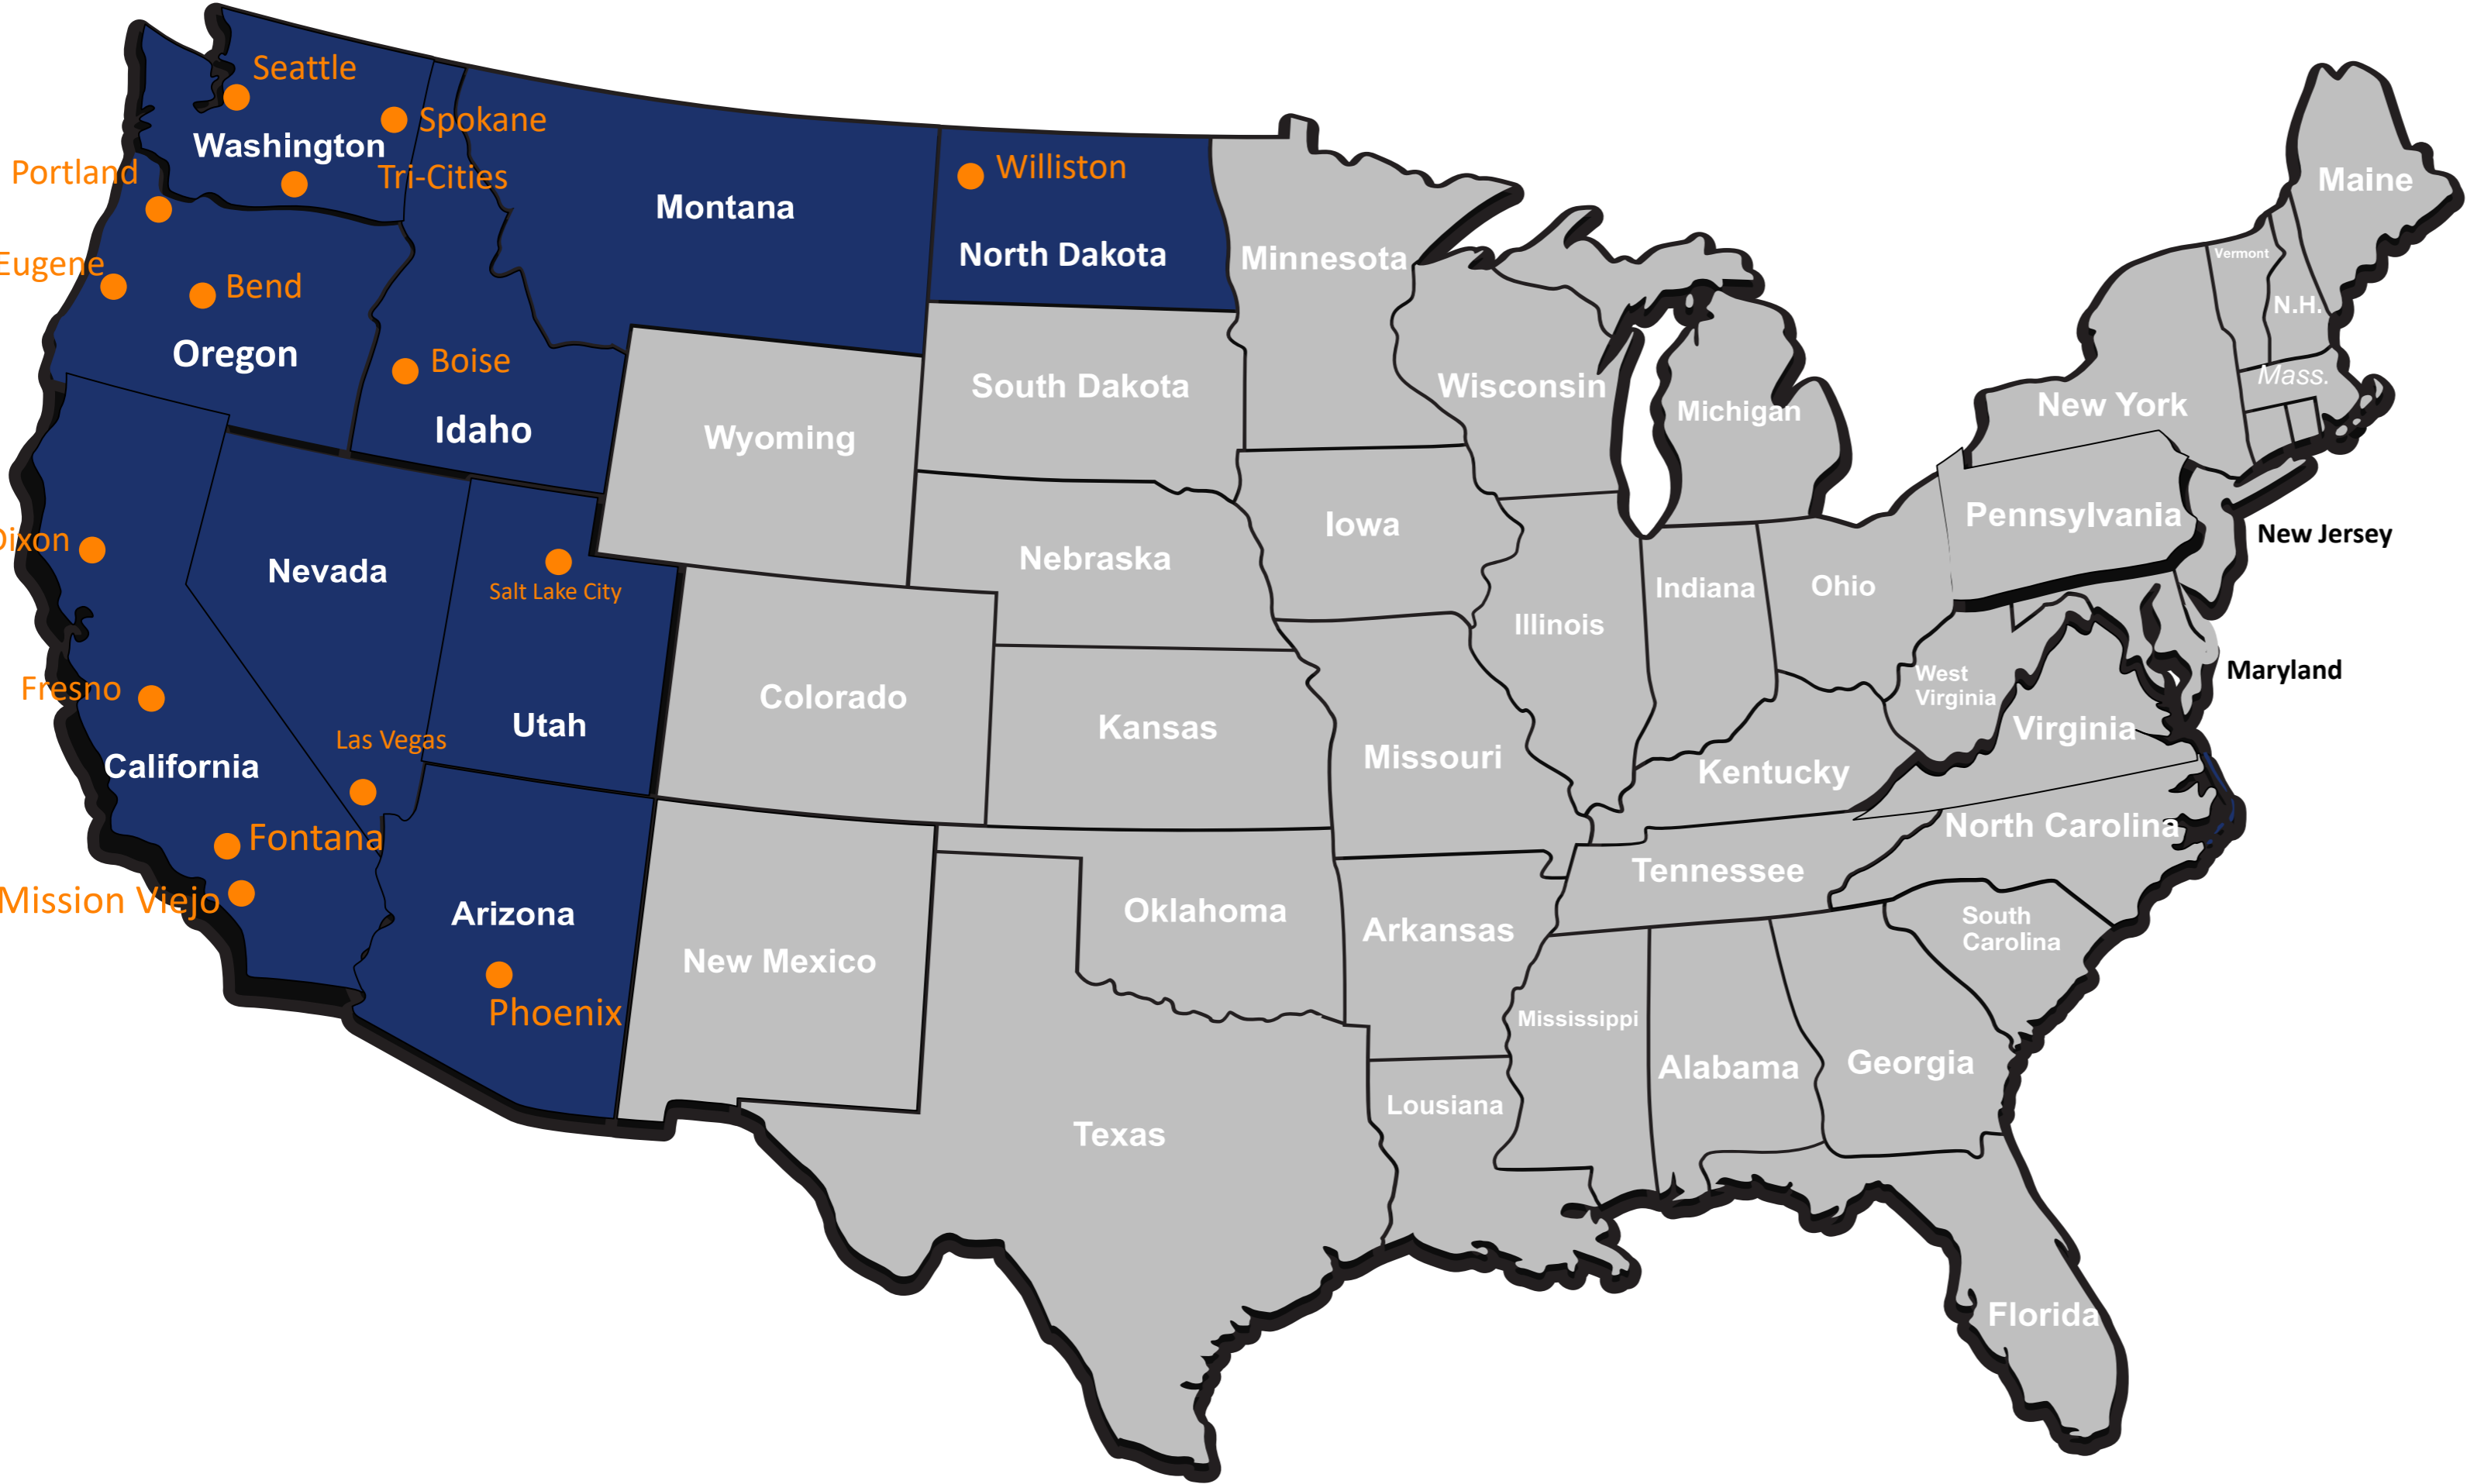 Seattle
Spokane
Washington
Portland
Tri-Cities
Williston
Montana
North Dakota
Minnesota
Maine
Eugene
Bend
Vermont
N.H.
Oregon
Boise
Idaho
South Dakota
Wisconsin
Michigan
Mass.
New York
Wyoming
Dixon
Nevada
Salt Lake City
Nebraska
Iowa
Illinois
Indiana
Ohio
Pennsylvania
New Jersey
Fresno
Las Vegas
Utah
Colorado
Kansas
Missouri
West
Virginia
Virginia
Maryland
California
Kentucky
Fontana
Mission Viejo
Arizona
Phoenix
New Mexico
Oklahoma
Arkansas
Tennessee
North Carolina
South
Carolina
Mississippi
Alabama
Georgia
Lousiana
Texas
Florida